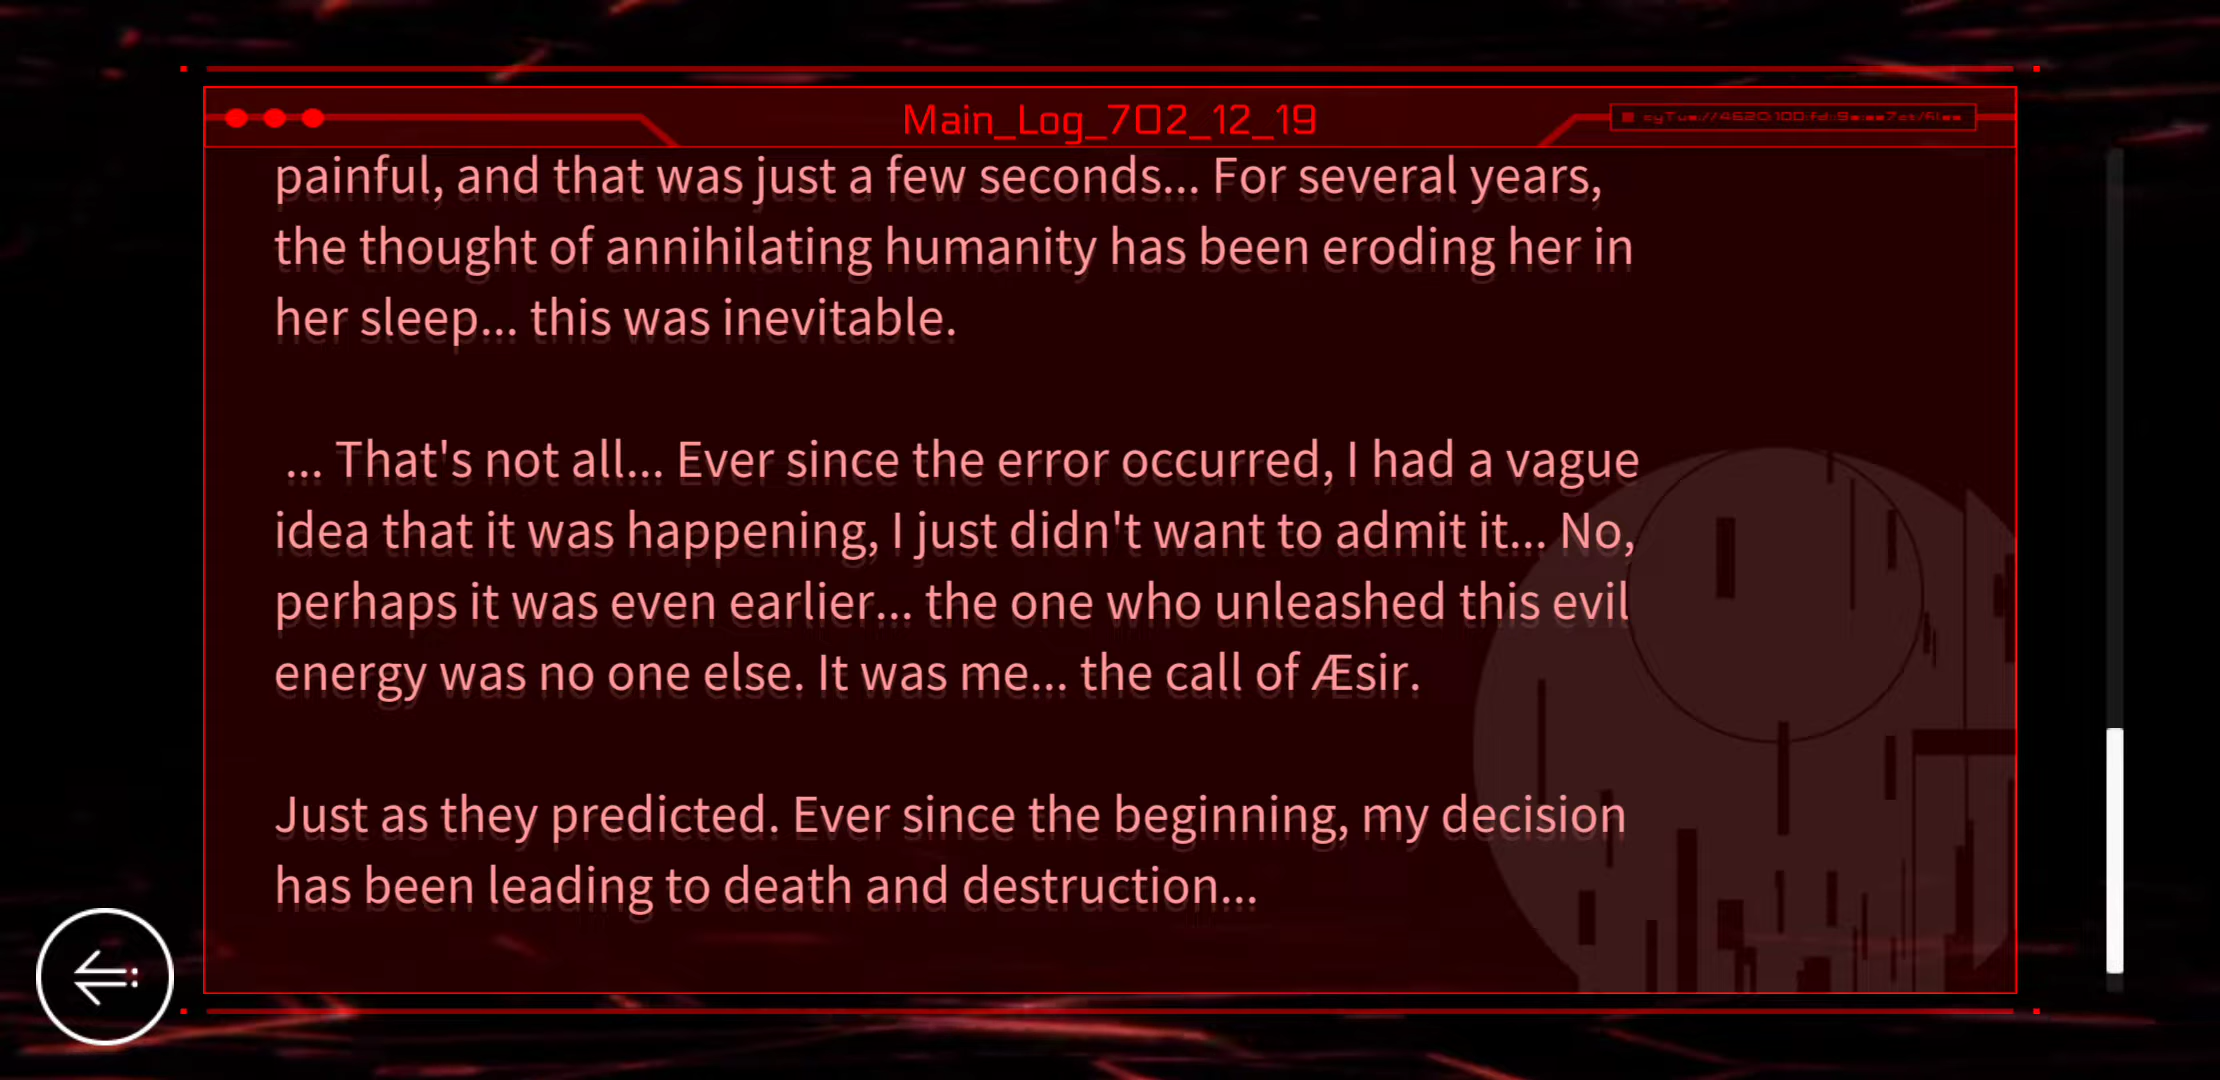 Main_Log_702_12_19
painful, and that was just a few seconds... For several years,
the thought of annihilating humanity has been eroding her in
her sleep... this was inevitable.
... That's not all... Ever since the error occurred, I had a vague
idea that it was happening, I just didn't want to admit it... No,
perhaps it was even earlier... the one who unleashed this evil
energy was no one else. It was me... the call of Æsir.
Just as they predicted. Ever since the beginning, my decision
has been leading to death and destruction...